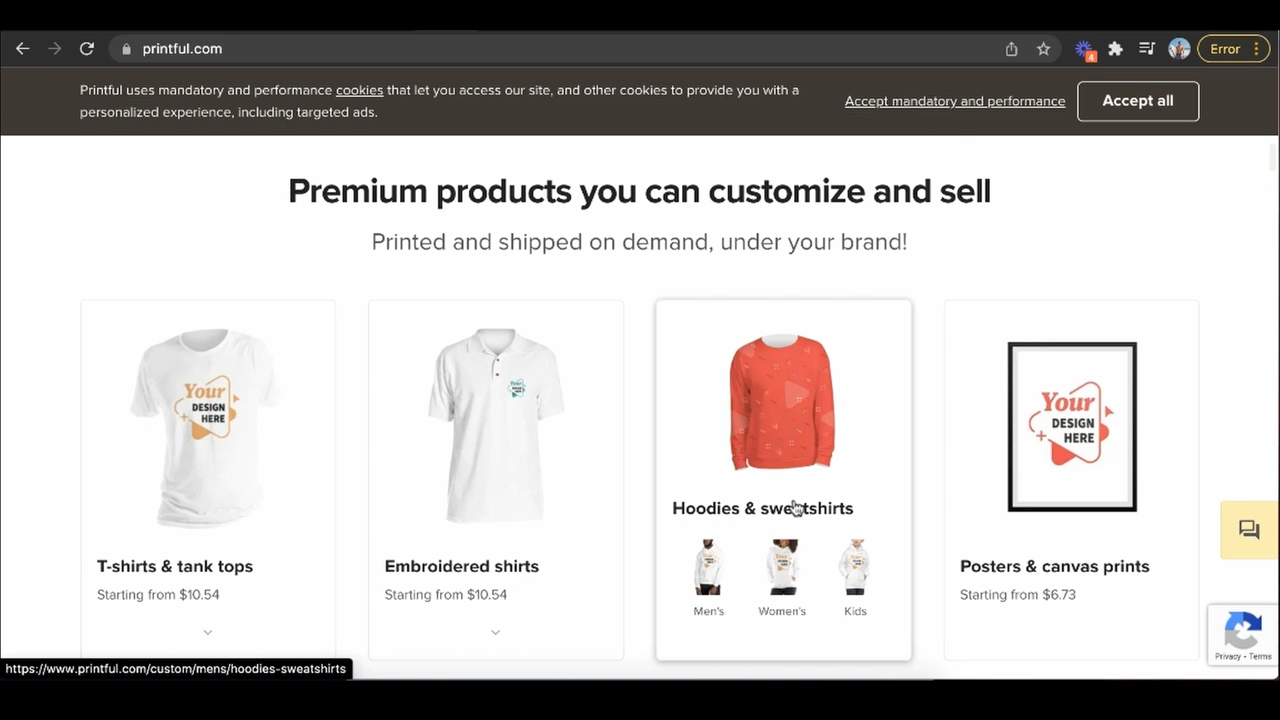 printful.com
4
Error
Printful uses mandatory and performance cookies that let you access our site, and other cookies to provide you with a
personalized experience, including targeted ads.
Accept mandatory and performance
Accept all
Premium products you can customize and sell
Printed and shipped on demand, under your brand!
Your
DESIGN
HERE
Your
DESIGN
HERE
Your
DESIGN
HERE
T-shirts & tank tops
Starting from $10.54
Embroidered shirts
Starting from $10.54
Hoodies & sweatshirts
Men's
Women's
Kids
Posters & canvas prints
Starting from $6.73
Privacy - Terms
https://www.printful.com/custom/mens/hoodies-sweatshirts